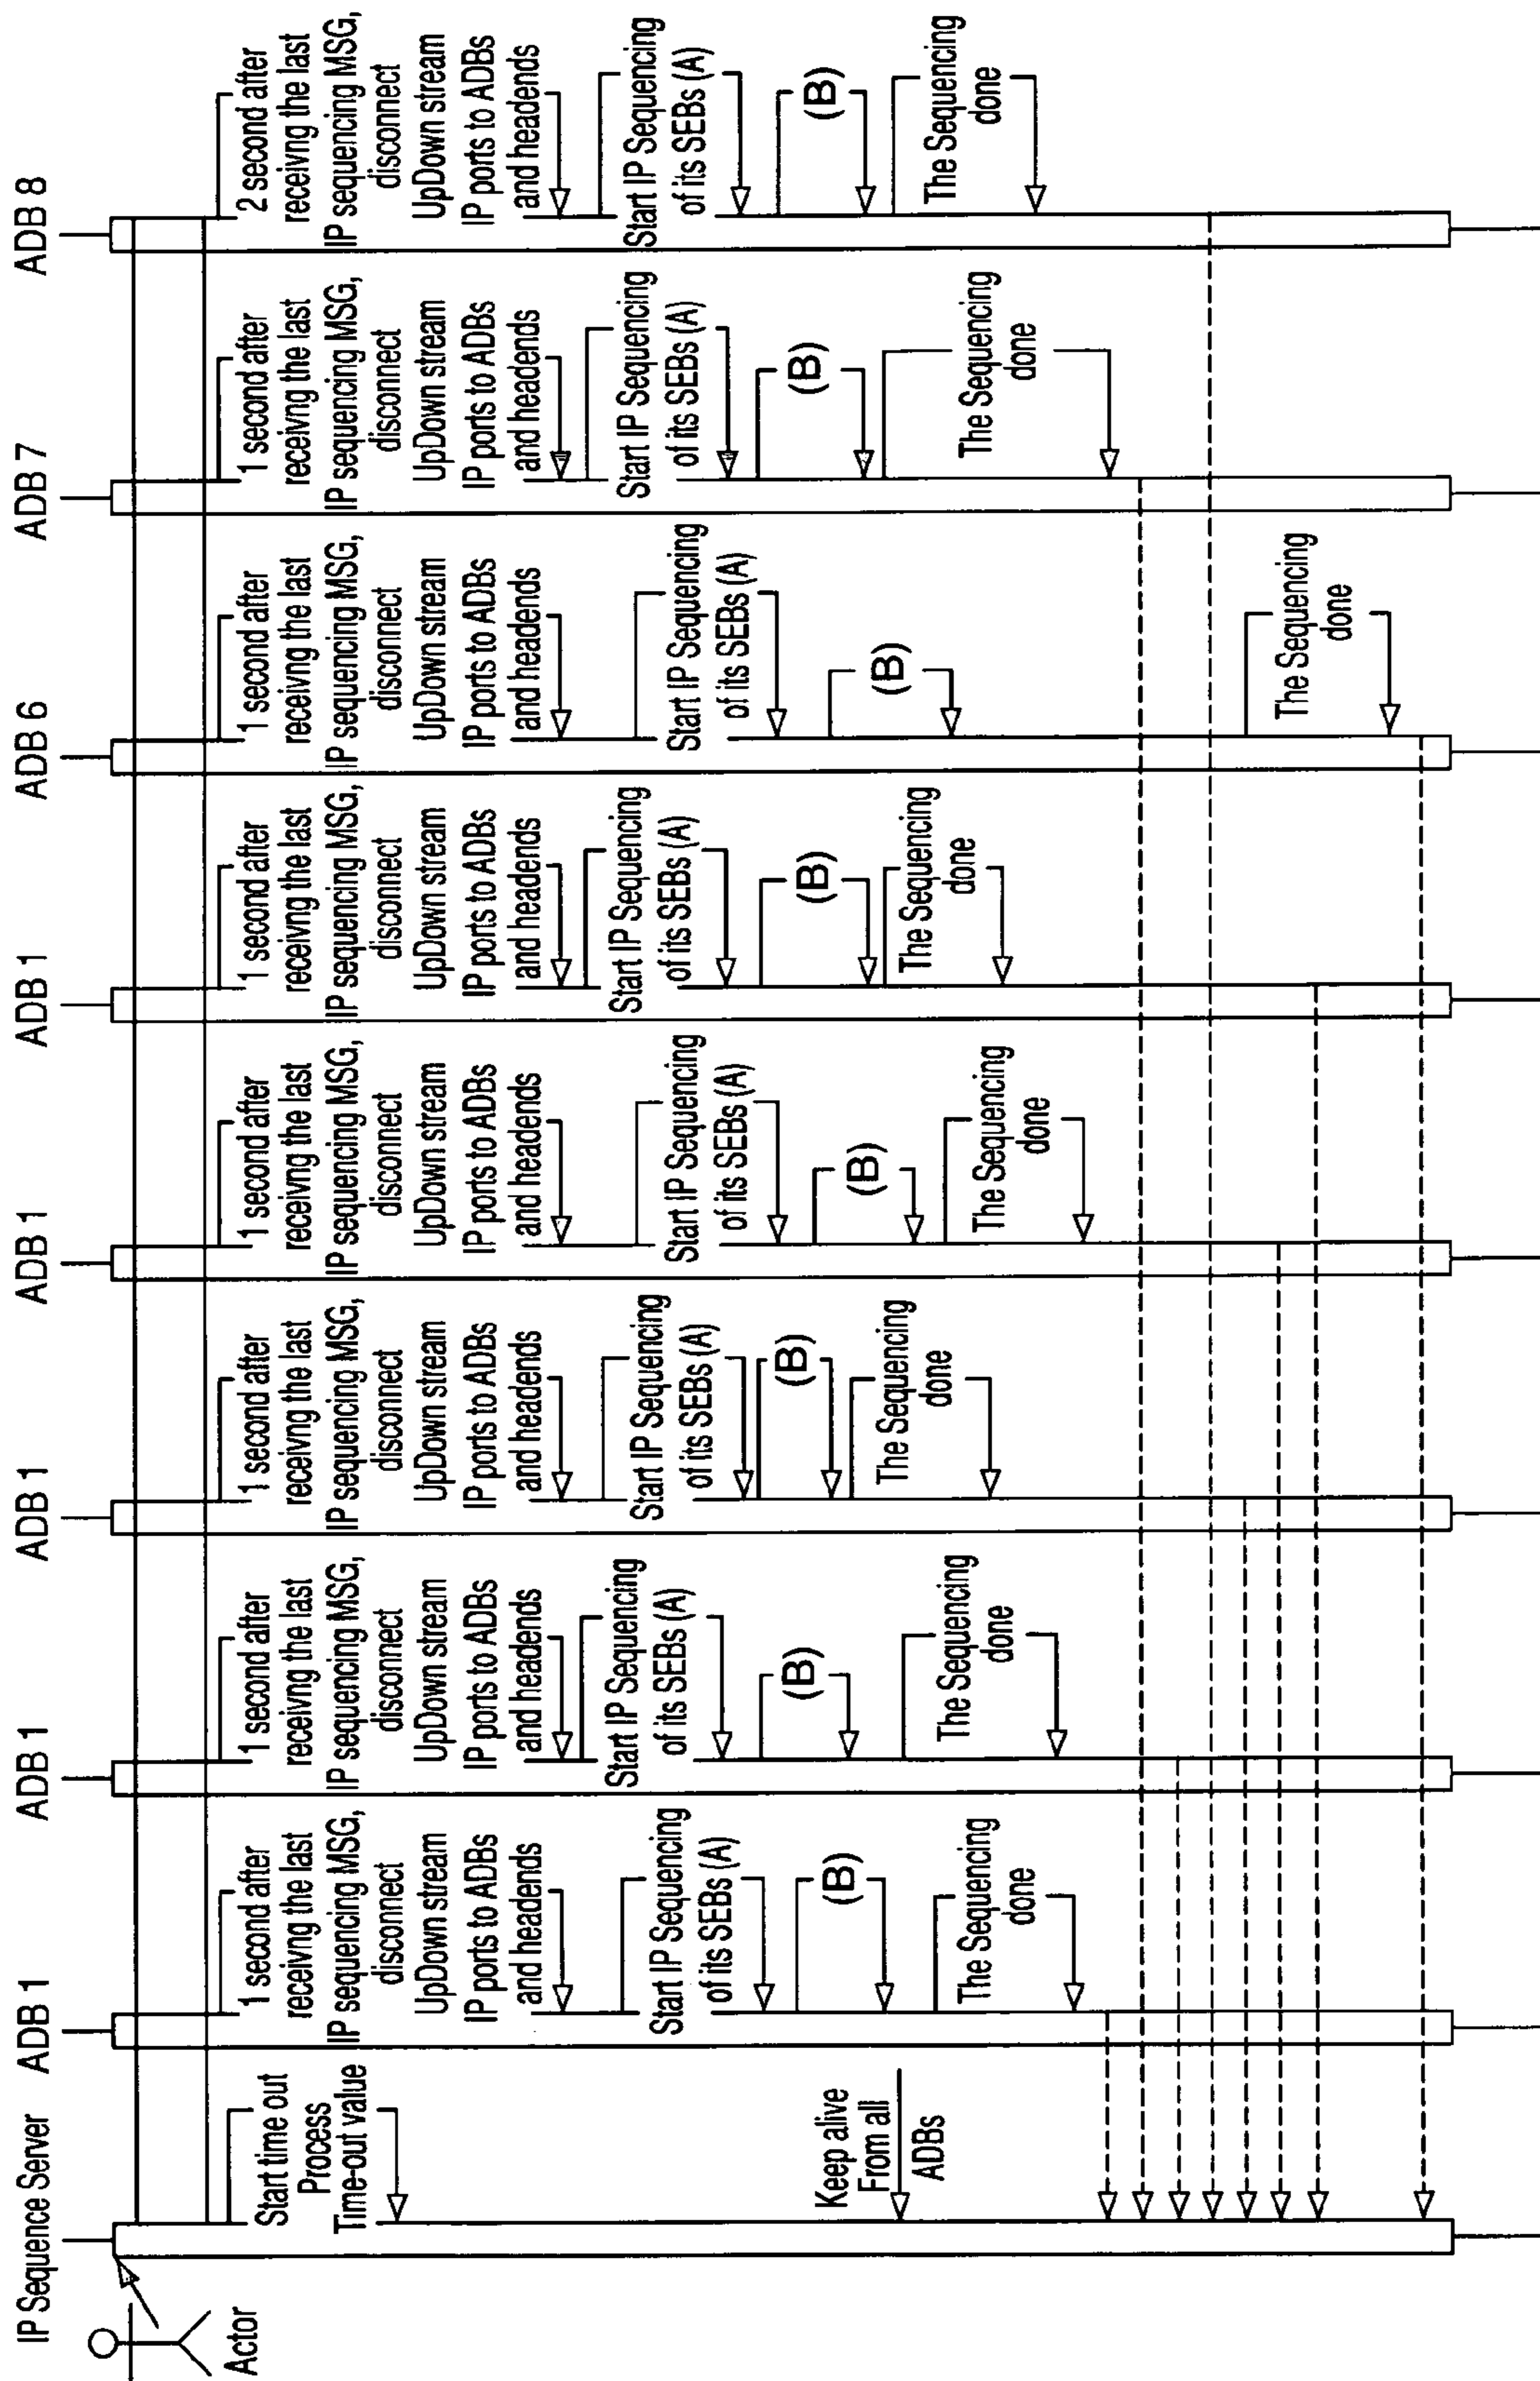 IP Sequence Server
Actor
Start time out
Process
Time-out value
Keep alive
From all
ADBs
ADB 1
1 second after
receivng the last
IP sequencing MSG,
disconnect
UpDown stream
IP ports to ADBs
and headends
Start IP Sequencing
of its SEBs (A)
(B)
The Sequencing
done
ADB 1
1 second after
receivng the last
IP sequencing MSG,
disconnect
UpDown stream
IP ports to ADBs
and headends
Start IP Sequencing
of its SEBs (A)
(B)
The Sequencing
done
ADB 1
1 second after
receivng the last
IP sequencing MSG,
disconnect
UpDown stream
IP ports to ADBs
and headends
Start IP Sequencing
of its SEBs (A)
(B)
The Sequencing
done
ADB 1
1 second after
receivng the last
IP sequencing MSG,
disconnect
UpDown stream
IP ports to ADBs
and headends
Start IP Sequencing
of its SEBs (A)
(B)
The Sequencing
done
ADB 1
1 second after
receivng the last
IP sequencing MSG,
disconnect
UpDown stream
IP ports to ADBs
and headends
Start IP Sequencing
of its SEBs (A)
(B)
The Sequencing
done
ADB 6
1 second after
receivng the last
IP sequencing MSG,
disconnect
UpDown stream
IP ports to ADBs
and headends
Start IP Sequencing
of its SEBs (A)
(B)
The Sequencing
done
ADB 7
1 second after
receivng the last
IP sequencing MSG,
disconnect
UpDown stream
IP ports to ADBs
and headends
Start IP Sequencing
of its SEBs (A)
(B)
The Sequencing
done
ADB 8
2 second after
receivng the last
IP sequencing MSG,
disconnect
UpDown stream
IP ports to ADBs
and headends
Start IP Sequencing
of its SEBs (A)
(B)
The Sequencing
done